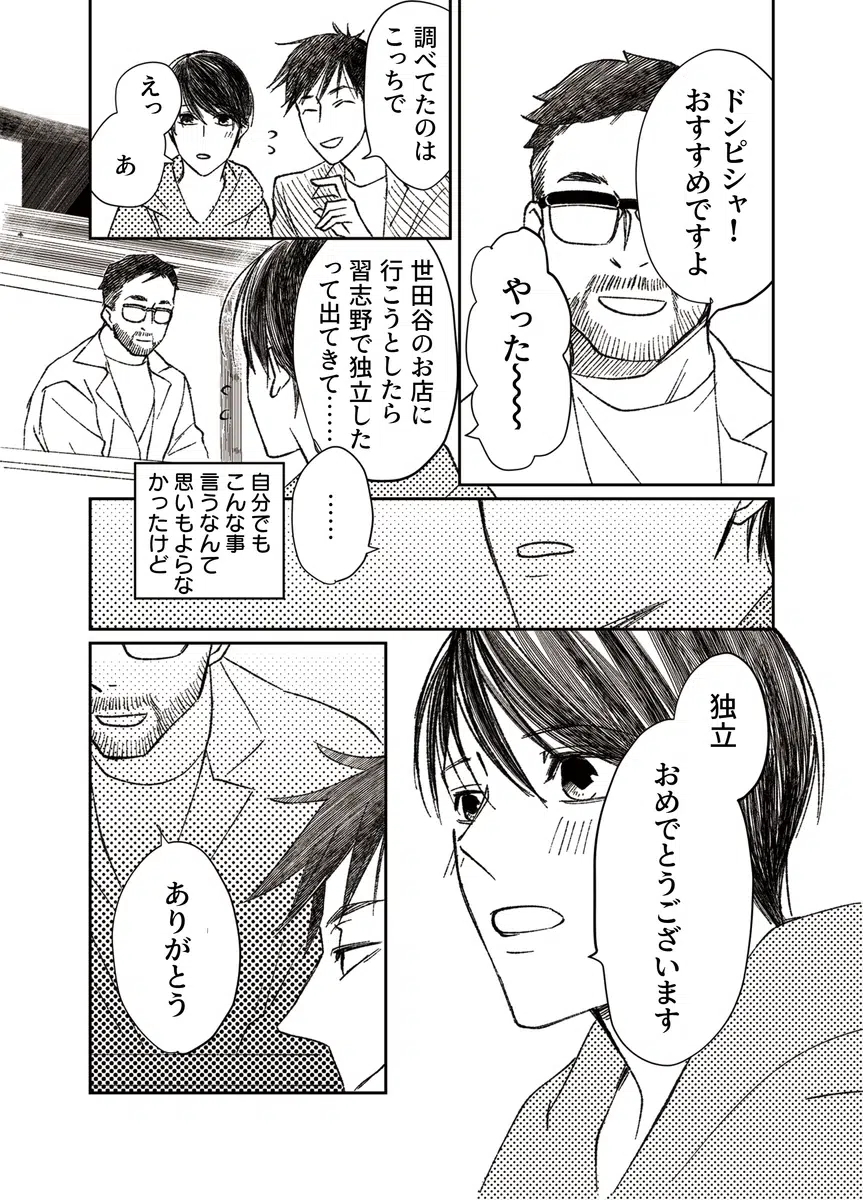 ドンピシャ！
おすすめですよ
やった〜〜〜
調べてたのは
こっちで
えっ
あ
世田谷のお店に
行こうとしたら
習志野で独立した
って出てきて……
……
自分でも
こんな事
言うなんて
思いもよらな
かったけど
独立
おめでとうございます
ありがとう